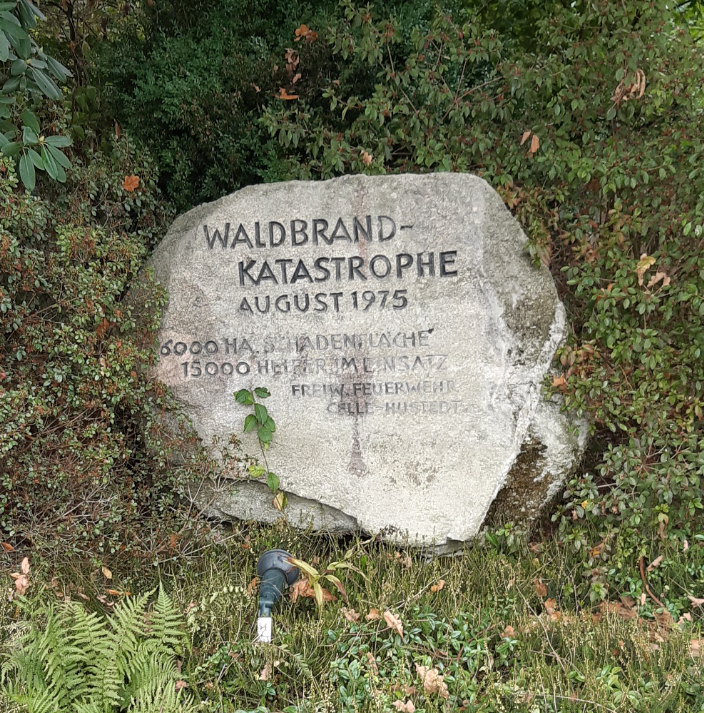 WALDBRAND-
KATASTROPHE
AUGUST 1975
6000 HA. SCHADENFLÄCHE
15000 HELFER IM EINSATZ
FREIW. FEUERWEHR
CELLE-HUSTEDT